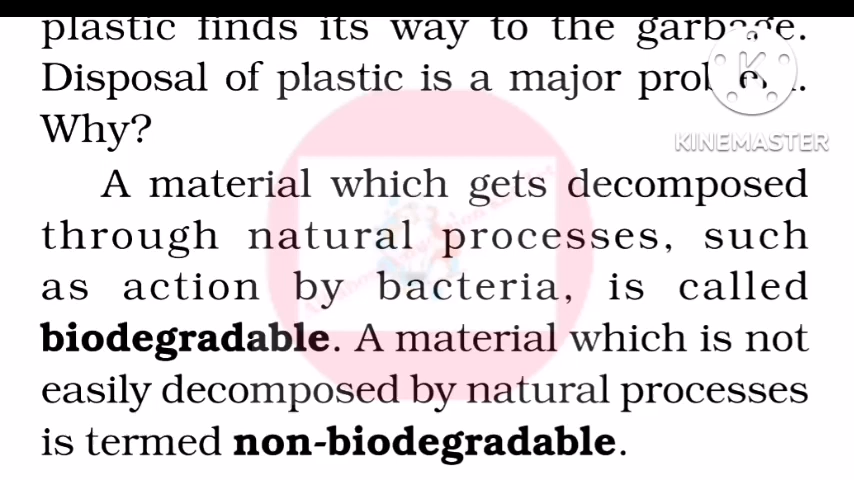 plastic finds its way to the garbage.
Disposal of plastic is a major problem.
Why?
KINEMASTER
A material which gets decomposed
through natural processes, such
as action by bacteria, is called
biodegradable. A material which is not
easily decomposed by natural processes
is termed non-biodegradable.